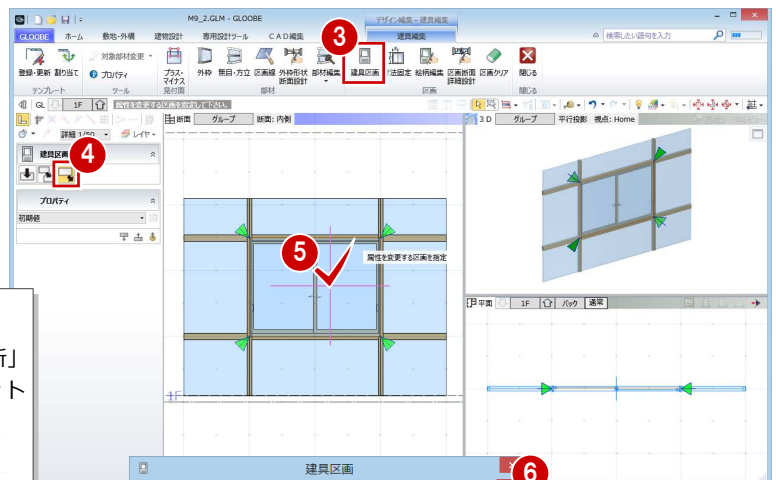 M9_2.GLM - GLOOBE
デザイン編集 - 建具編集
GLOOBE ホーム 敷地・外構 建物設計 専用設計ツール CAD編集 建具編集 検索したい語句を入力
3
登録・更新 割り当て 対象部材変更 プロパティ プラス・マイナス 外枠 無目・方立 区画線 外枠形状 断面設計 部材編集 建具区画 寸法固定 絵柄編集 区画断面 詳細設計 区画クリア 閉じる
テンプレート ツール 見付面 部材 区画 閉じる
GL 1F 属性を変更する区画を指定して下さい。
詳細 1/50 レイヤ
断面 グループ 断面: 内側
3D グループ 平行投影 視点: Home
4
建具区画
プロパティ
初期値
5
属性を変更する区画を指定
1F
平面 1F バック 通常
新」
ット
建具区画
6